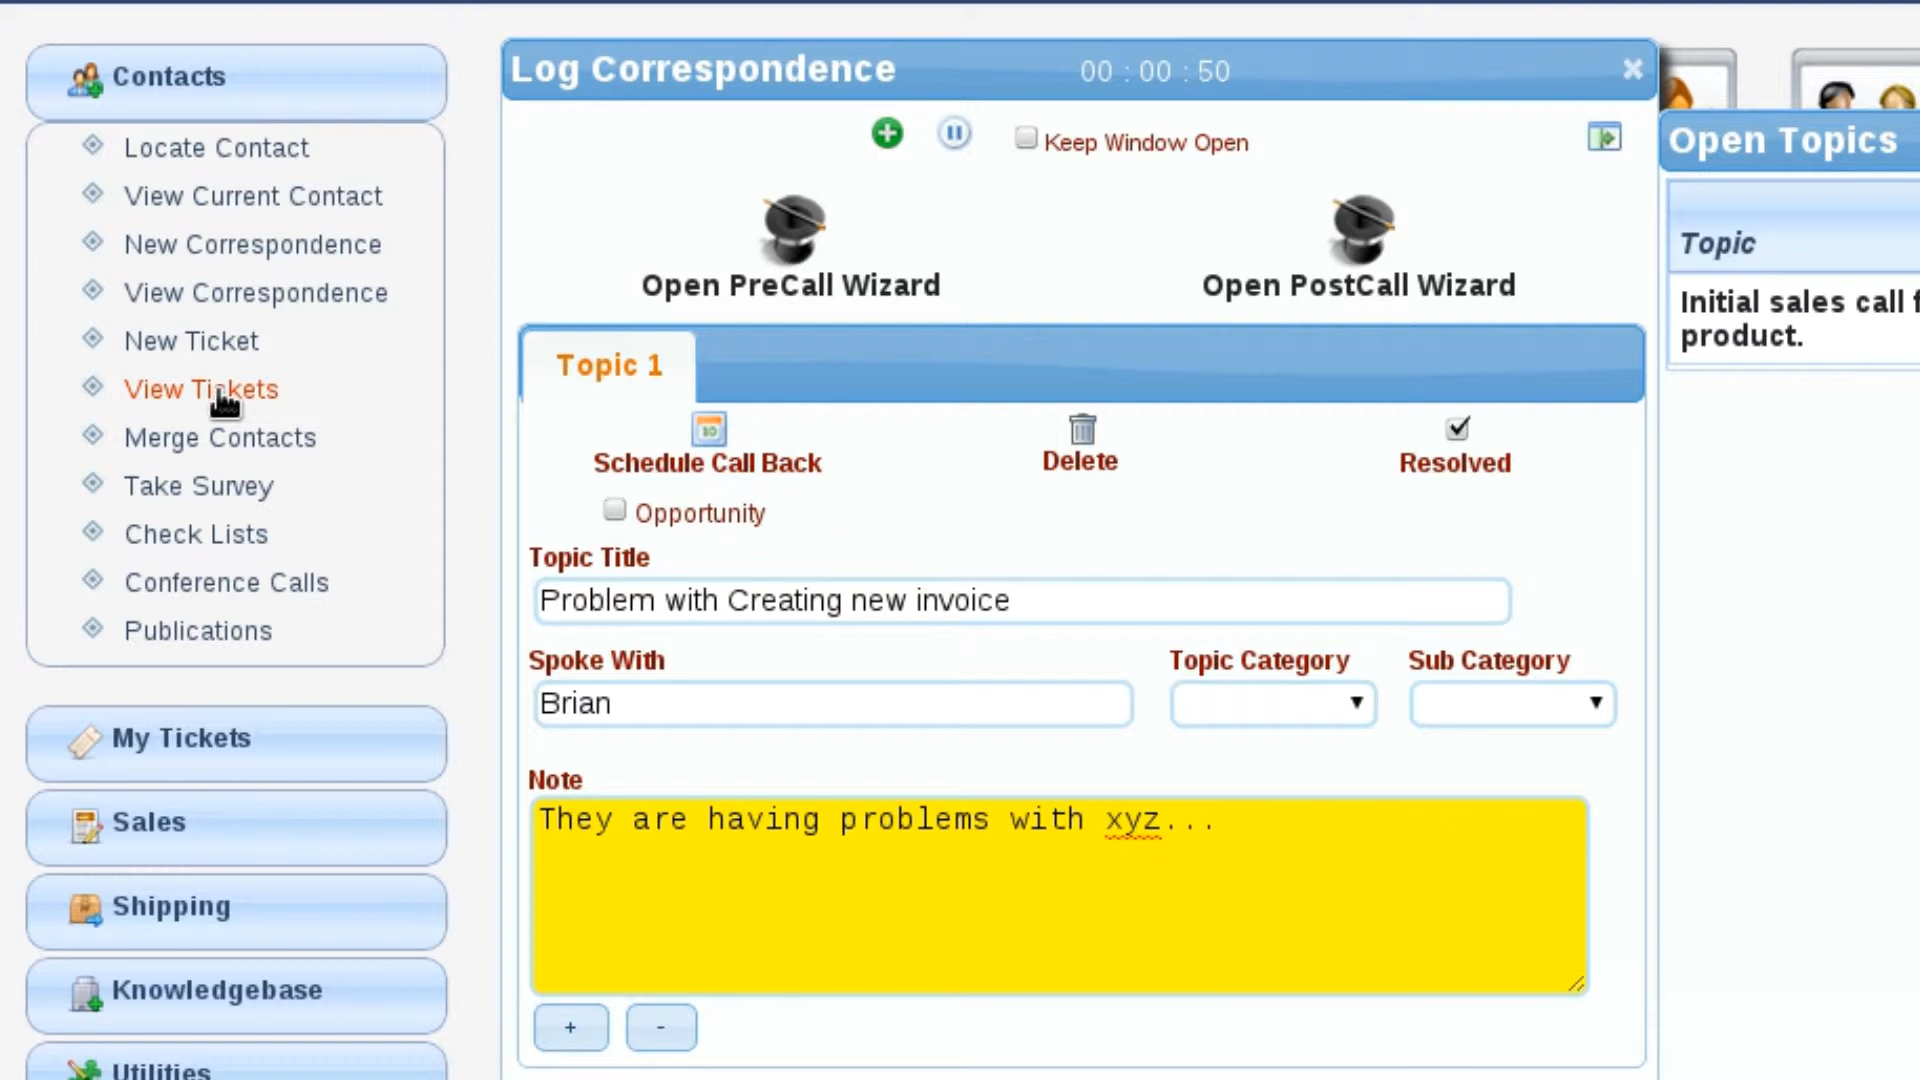 Contacts
Locate Contact
View Current Contact
New Correspondence
View Correspondence
New Ticket
View Tickets
Merge Contacts
Take Survey
Check Lists
Conference Calls
Publications
My Tickets
Sales
Shipping
Knowledgebase
Utilities
Log Correspondence 00 : 00 : 50
Keep Window Open
Open PreCall Wizard Open PostCall Wizard
Topic 1
Schedule Call Back Delete Resolved
Opportunity
Topic Title
Problem with Creating new invoice
Spoke With Topic Category Sub Category
Brian
Note
They are having problems with xyz...
+ -
Open Topics
Topic
Initial sales call f
product.